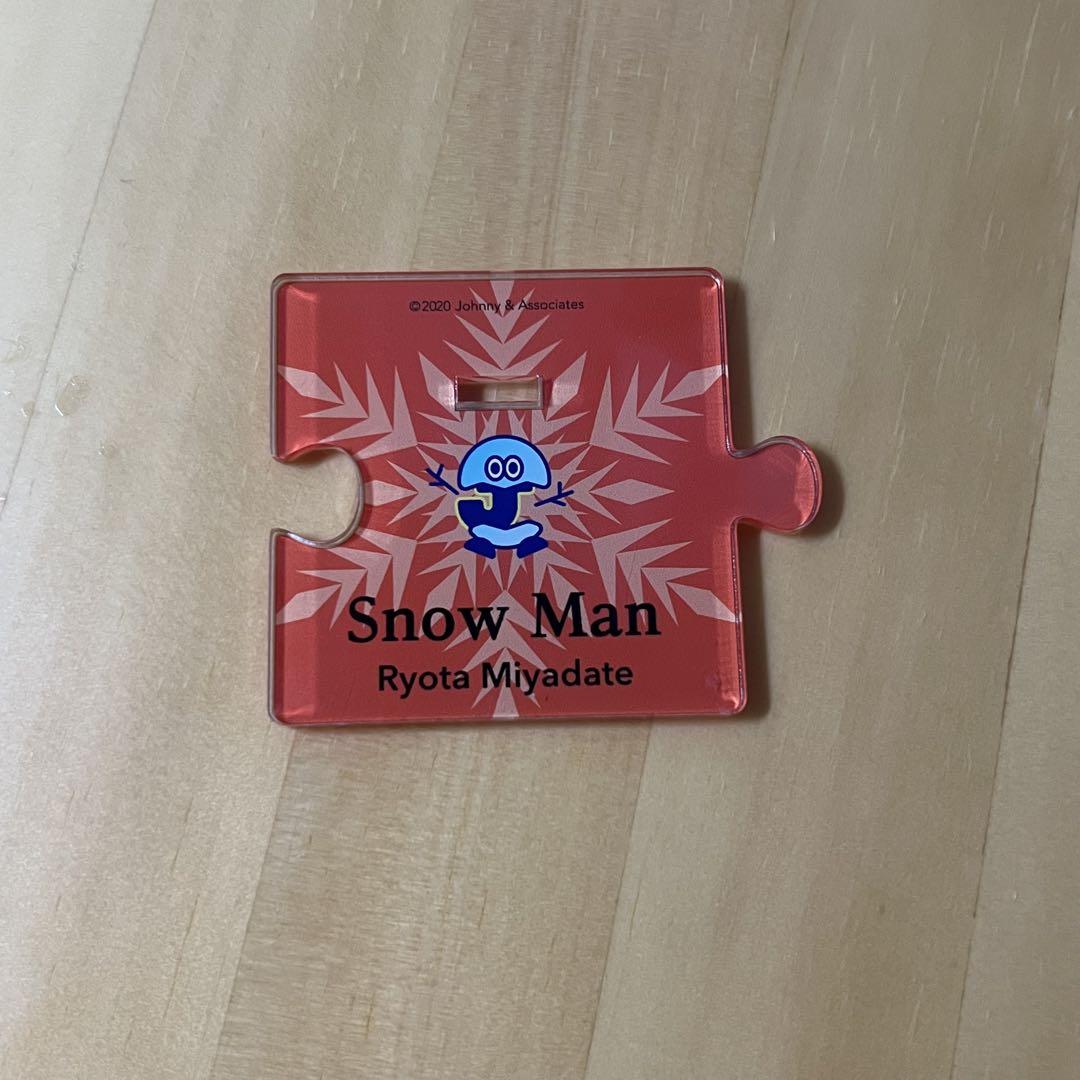 ©2020 Johnny & Associates
J
Snow Man
Ryota Miyadate